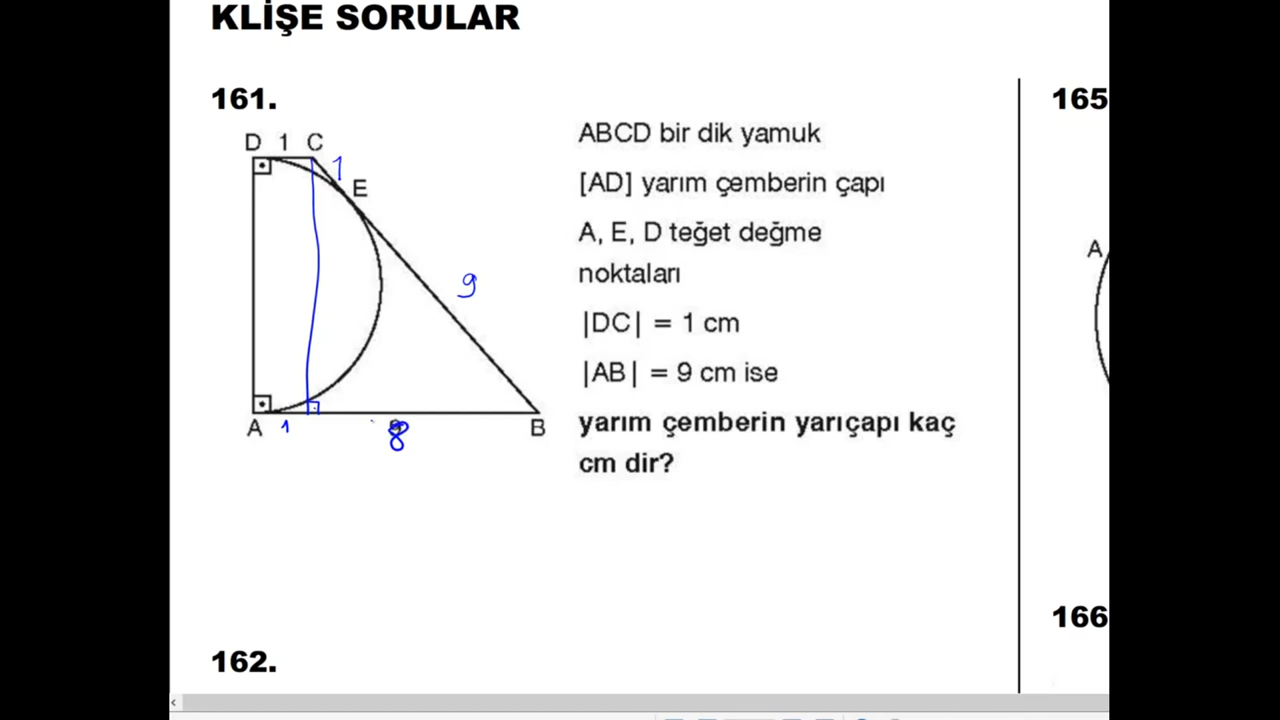 KLİŞE SORULAR
161.
165
D 1 C
1
E
9
A
1
8
B
ABCD bir dik yamuk
[AD] yarım çemberin çapı
A, E, D teğet değme
noktaları
|DC| = 1 cm
|AB| = 9 cm ise
yarım çemberin yarıçapı kaç
cm dir?
A
162.
166